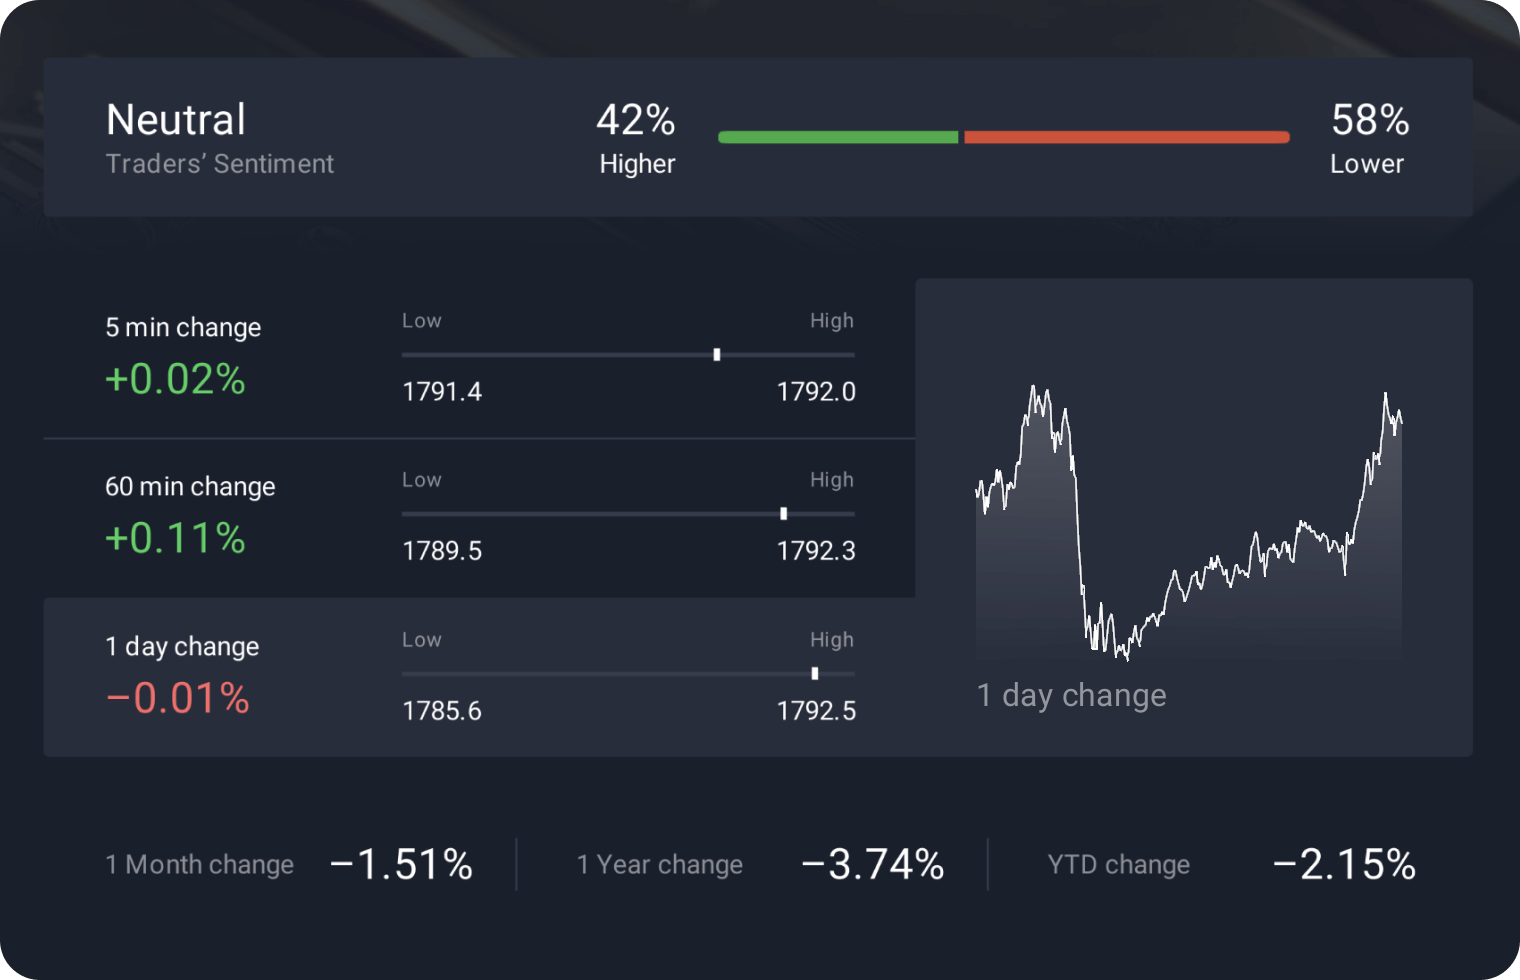 Neutral
Traders’ Sentiment
42%
Higher
58%
Lower
5 min change
+0.02%
Low
High
1791.4
1792.0
60 min change
+0.11%
Low
High
1789.5
1792.3
1 day change
−0.01%
Low
High
1785.6
1792.5
1 day change
1 Month change
−1.51%
1 Year change
−3.74%
YTD change
−2.15%